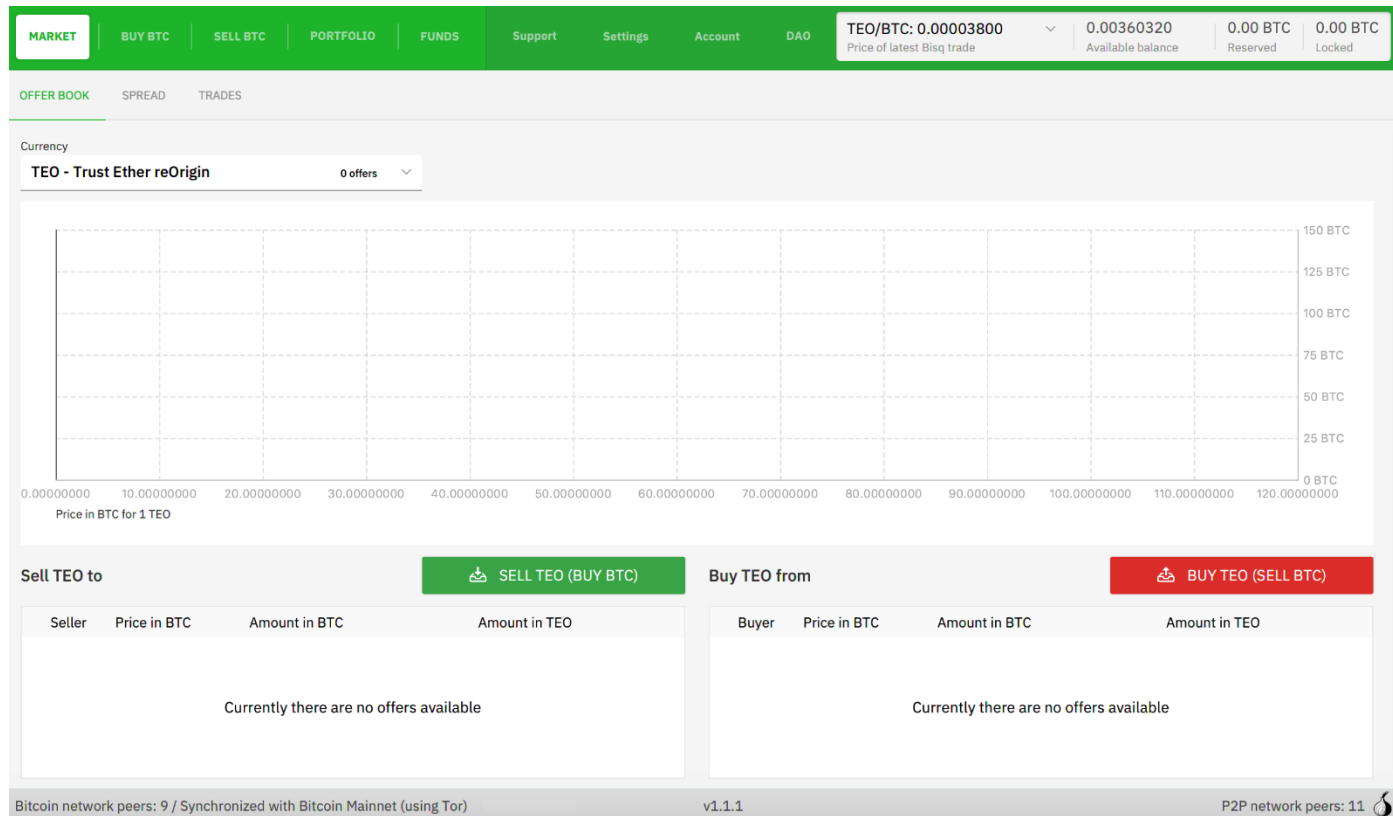 MARKET BUY BTC SELL BTC PORTFOLIO FUNDS Support Settings Account DAO TEO/BTC: 0.00003800 0.00360320 0.00 BTC 0.00 BTC
Price of latest Bisq trade Available balance Reserved Locked
OFFER BOOK SPREAD TRADES
Currency
TEO - Trust Ether reOrigin 0 offers
150 BTC
125 BTC
100 BTC
75 BTC
50 BTC
25 BTC
0 BTC
0.00000000 10.00000000 20.00000000 30.00000000 40.00000000 50.00000000 60.00000000 70.00000000 80.00000000 90.00000000 100.00000000 110.00000000 120.00000000
Price in BTC for 1 TEO
Sell TEO to SELL TEO (BUY BTC) Buy TEO from BUY TEO (SELL BTC)
Seller Price in BTC Amount in BTC Amount in TEO Buyer Price in BTC Amount in BTC Amount in TEO
Currently there are no offers available Currently there are no offers available
Bitcoin network peers: 9 / Synchronized with Bitcoin Mainnet (using Tor) v1.1.1 P2P network peers: 11